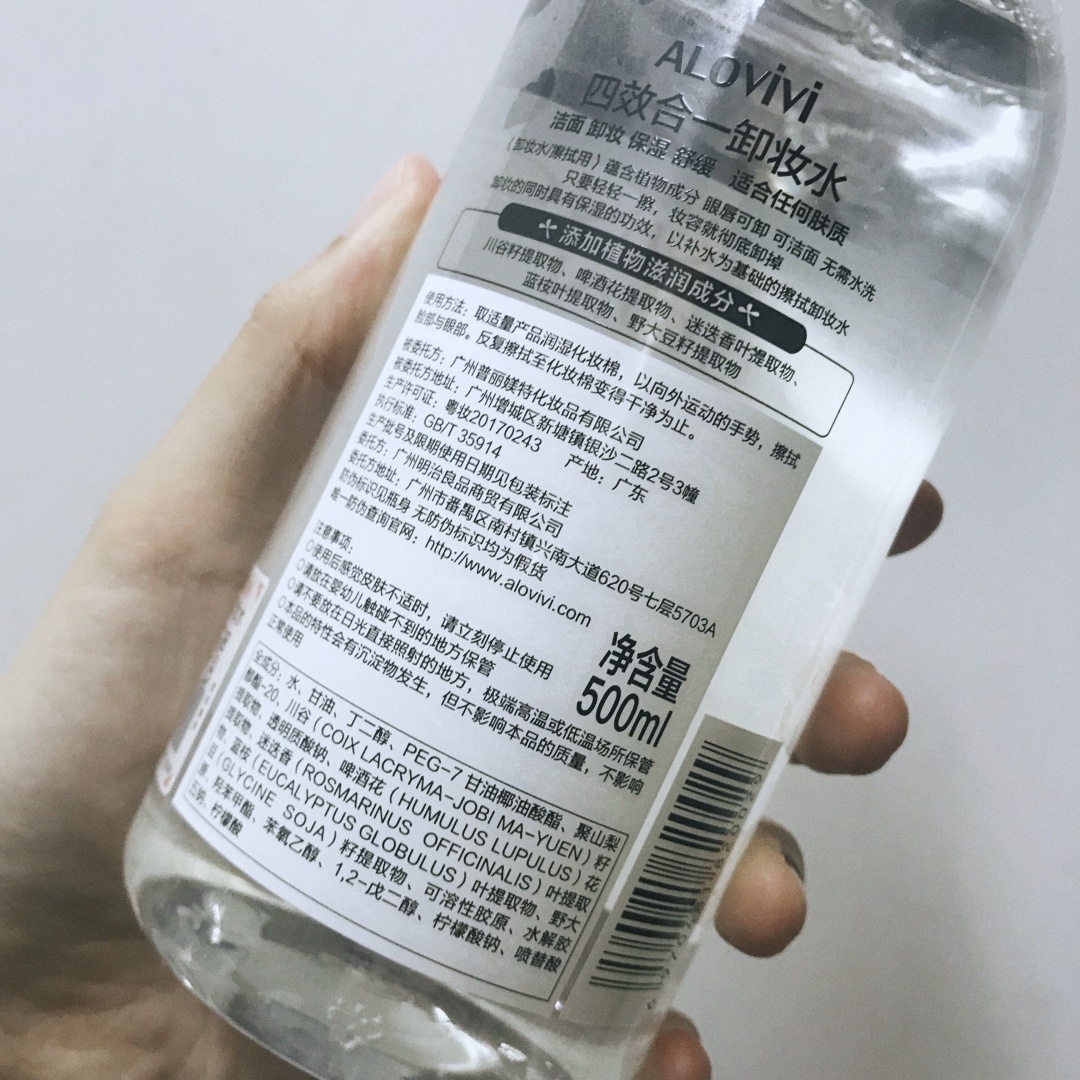 ALOVIVI
四效合一卸妆水
洁面 卸妆 保湿 舒缓 适合任何肤质
(卸妆水/擦拭用)蕴含植物成分 眼唇可卸 可洁面 无需水洗
只要轻轻一擦，妆容就彻底卸掉
卸妆的同时具有保湿的功效，以补水为基础的擦拭卸妆水
添加植物滋润成分
川谷籽提取物、啤酒花提取物、迷迭香叶提取物、
蓝桉叶提取物、野大豆籽提取物
使用方法：取适量产品润湿化妆棉，以向外运动的手势，擦拭
脸部与眼部。反复擦拭至化妆棉变得干净为止。
被委托方：广州普丽媄特化妆品有限公司
被委托方地址：广州增城区新塘镇银沙二路2号3幢
生产许可证：粤妆20170243 产地：广东
执行标准：GB/T 35914
生产批号及限期使用日期见包装标注
委托方：广州明治良品商贸有限公司
委托方地址：广州市番禺区南村镇兴南大道620号七层5703A
防伪标识见瓶身 无防伪标识均为假货
唯一防伪查询官网：http://www.alovivi.com
注意事项：
○使用后感觉皮肤不适时，请立刻停止使用
○请放在婴幼儿触碰不到的地方保管
○请不要放在日光直接照射的地方，极端高温或低温场所保管
○本品的特性会有沉淀物发生，但不影响本品的质量，不影响
正常使用
净含量
500ml
全成分：水、甘油、丁二醇、PEG-7 甘油椰油酸酯、聚山梨
醇酯-20、川谷（COIX LACRYMA-JOBI MA-YUEN）籽
提取物、透明质酸钠、啤酒花（HUMULUS LUPULUS）花
提取物、迷迭香（ROSMARINUS OFFICINALIS）叶提取
物、蓝桉（EUCALYPTUS GLOBULUS）叶提取物、野大
豆（GLYCINE SOJA）籽提取物、可溶性胶原、水解胶
原、羟苯甲酯、苯氧乙醇、1,2-戊二醇、柠檬酸钠、喷替酸
五钠、柠檬酸